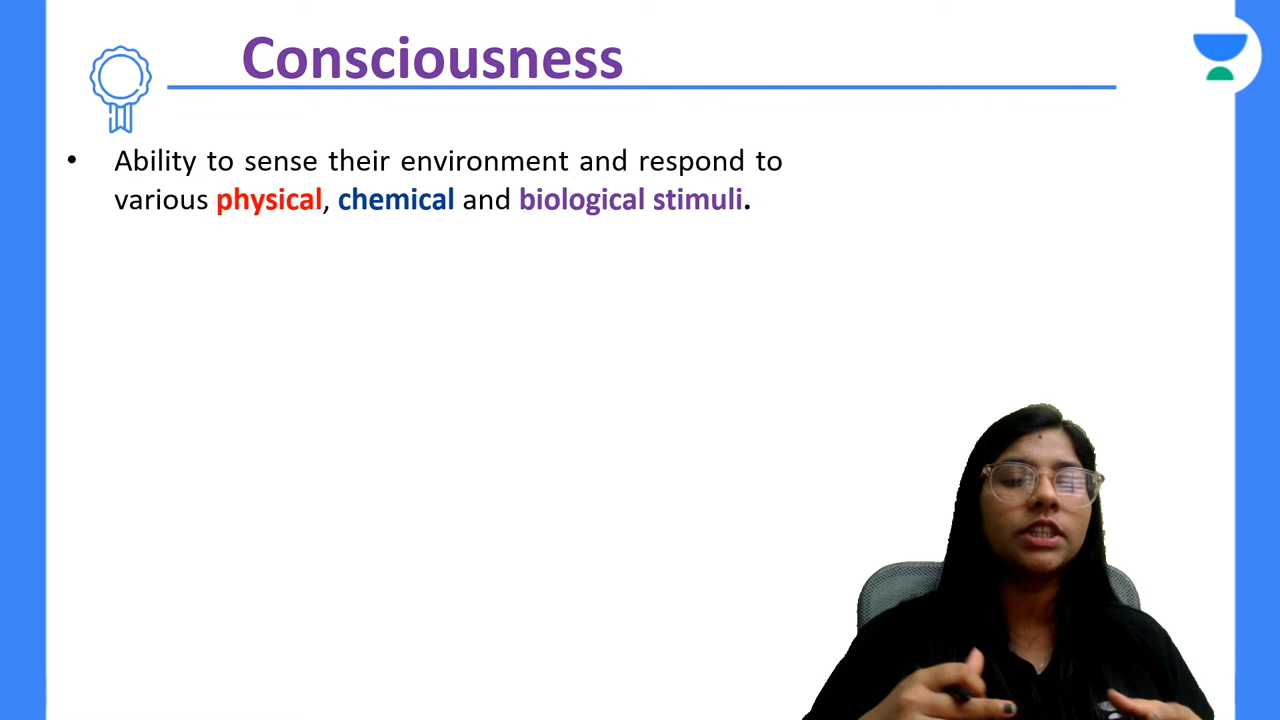 Consciousness
• Ability to sense their environment and respond to
various physical, chemical and biological stimuli.